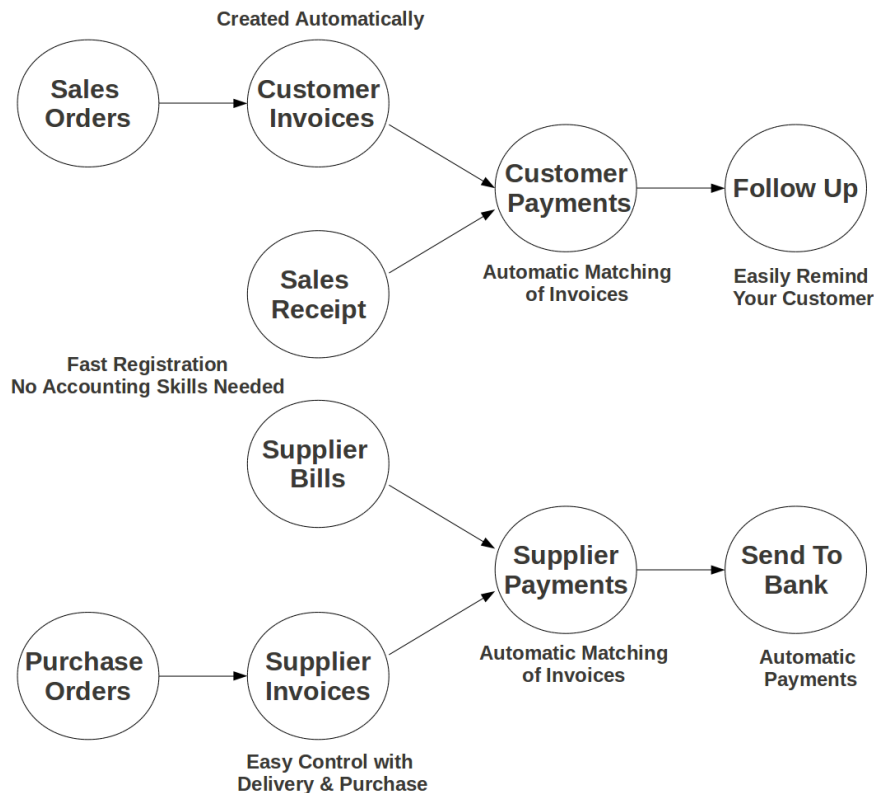 Created Automatically
Sales
Orders
Customer
Invoices
Customer
Payments
Follow Up
Sales
Receipt
Automatic Matching
of Invoices
Easily Remind
Your Customer
Fast Registration
No Accounting Skills Needed
Supplier
Bills
Supplier
Payments
Send To
Bank
Purchase
Orders
Supplier
Invoices
Automatic Matching
of Invoices
Automatic
Payments
Easy Control with
Delivery & Purchase